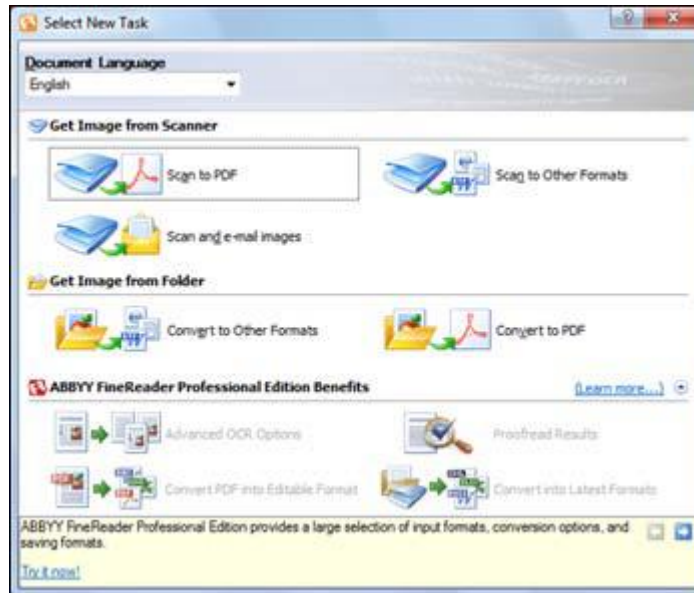 Select New Task
Document Language
English
Get Image from Scanner
Scan to PDF
Scan to Other Formats
Scan and e-mail images
Get Image from Folder
Convert to Other Formats
Convert to PDF
ABBYY FineReader Professional Edition Benefits
(Learn more...)
Advanced OCR Options
Proofread Results
Convert PDF into Editable Format
Convert into Latest Formats
ABBYY FineReader Professional Edition provides a large selection of input formats, conversion options, and
saving formats.
Try it now!